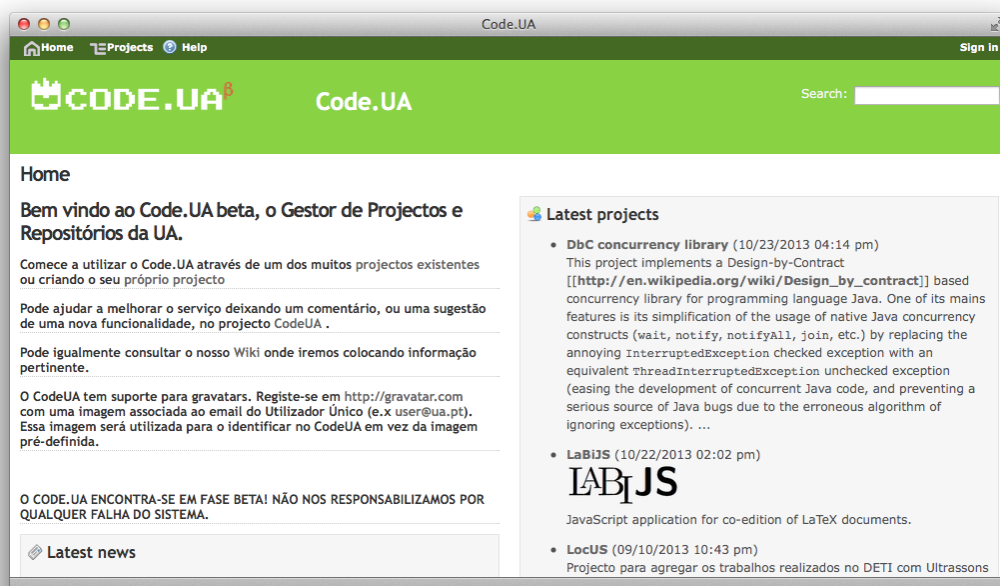 Code.UA
Home Projects Help Sign in
CODE.UA β
Code.UA
Search:
Home
Bem vindo ao Code.UA beta, o Gestor de Projectos e
Repositórios da UA.
Comece a utilizar o Code.UA através de um dos muitos projectos existentes
ou criando o seu próprio projecto
Pode ajudar a melhorar o serviço deixando um comentário, ou uma sugestão
de uma nova funcionalidade, no projecto CodeUA .
Pode igualmente consultar o nosso Wiki onde iremos colocando informação
pertinente.
O CodeUA tem suporte para gravatars. Registe-se em http://gravatar.com
com uma imagem associada ao email do Utilizador Único (e.x user@ua.pt).
Essa imagem será utilizada para o identificar no CodeUA em vez da imagem
pré-definida.
O CODE.UA ENCONTRA-SE EM FASE BETA! NÃO NOS RESPONSABILIZAMOS POR
QUALQUER FALHA DO SISTEMA.
Latest news
Latest projects
• DbC concurrency library (10/23/2013 04:14 pm)
This project implements a Design-by-Contract
[[http://en.wikipedia.org/wiki/Design_by_contract]] based
concurrency library for programming language Java. One of its mains
features is its simplification of the usage of native Java concurrency
constructs (wait, notify, notifyAll, join, etc.) by replacing the
annoying InterruptedException checked exception with an
equivalent ThreadInterruptedException unchecked exception
(easing the development of concurrent Java code, and preventing a
serious source of Java bugs due to the erroneous algorithm of
ignoring exceptions). ...
• LaBiJS (10/22/2013 02:02 pm)
LABI JS
JavaScript application for co-edition of LaTeX documents.
• LocUS (09/10/2013 10:43 pm)
Projecto para agregar os trabalhos realizados no DETI com Ultrassons